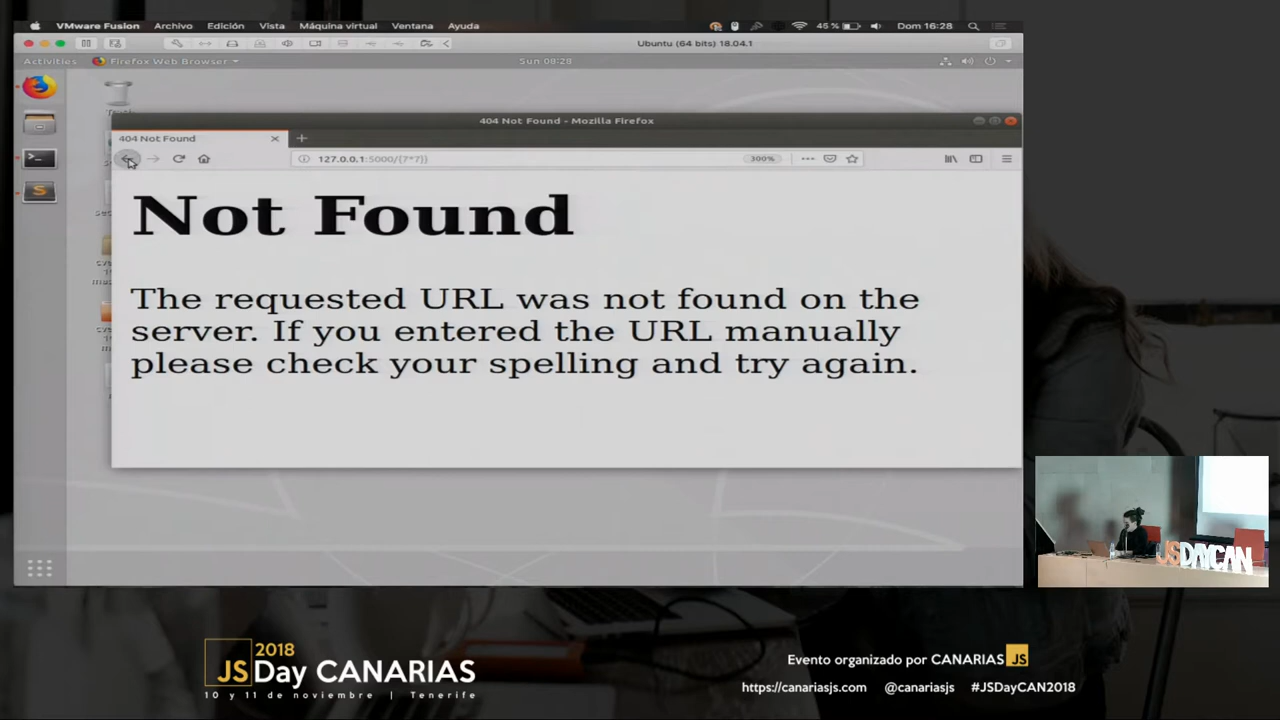 VMware Fusion Archivo Edición Vista Máquina virtual Ventana Ayuda 45 % Dom 16:28
Ubuntu (64 bits) 18.04.1
Activities Firefox Web Browser Sun 08:28
404 Not Found - Mozilla Firefox
404 Not Found
127.0.0.1:5000/{7*7}} 300%
Not Found
The requested URL was not found on the
server. If you entered the URL manually
please check your spelling and try again.
JSDAYCAN
2018
JSDay CANARIAS
10 y 11 de noviembre | Tenerife
Evento organizado por CANARIAS JS
https://canariasjs.com @canariasjs #JSDayCAN2018